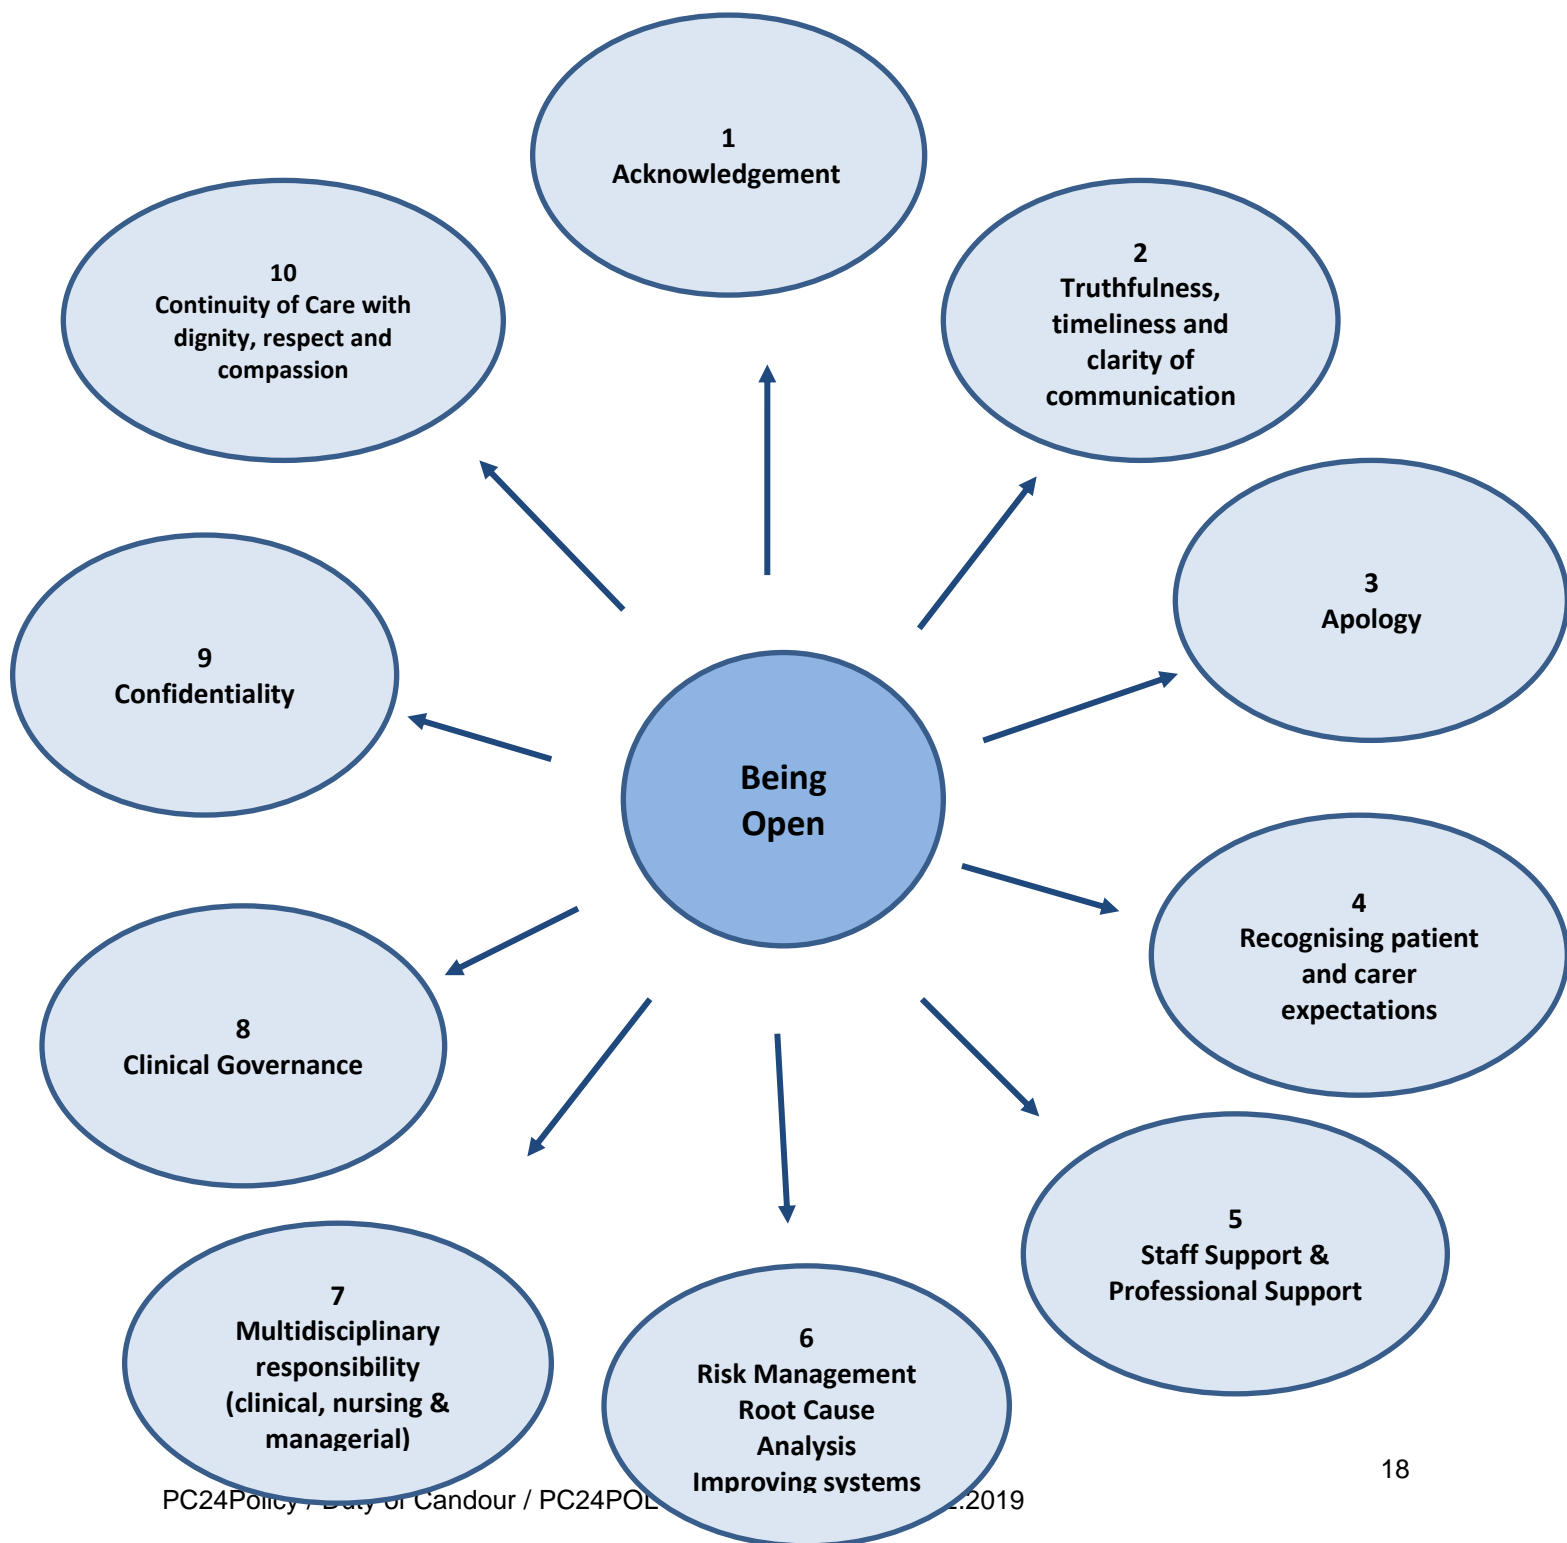 1
Acknowledgement
2
Truthfulness,
timeliness and
clarity of
communication
3
Apology
4
Recognising patient
and carer
expectations
5
Staff Support &
Professional Support
6
Risk Management
Root Cause
Analysis
Improving systems
7
Multidisciplinary
responsibility
(clinical, nursing &
managerial)
8
Clinical Governance
9
Confidentiality
10
Continuity of Care with
dignity, respect and
compassion
Being
Open
18
PC24Policy / Duty of Candour / PC24POL .2019